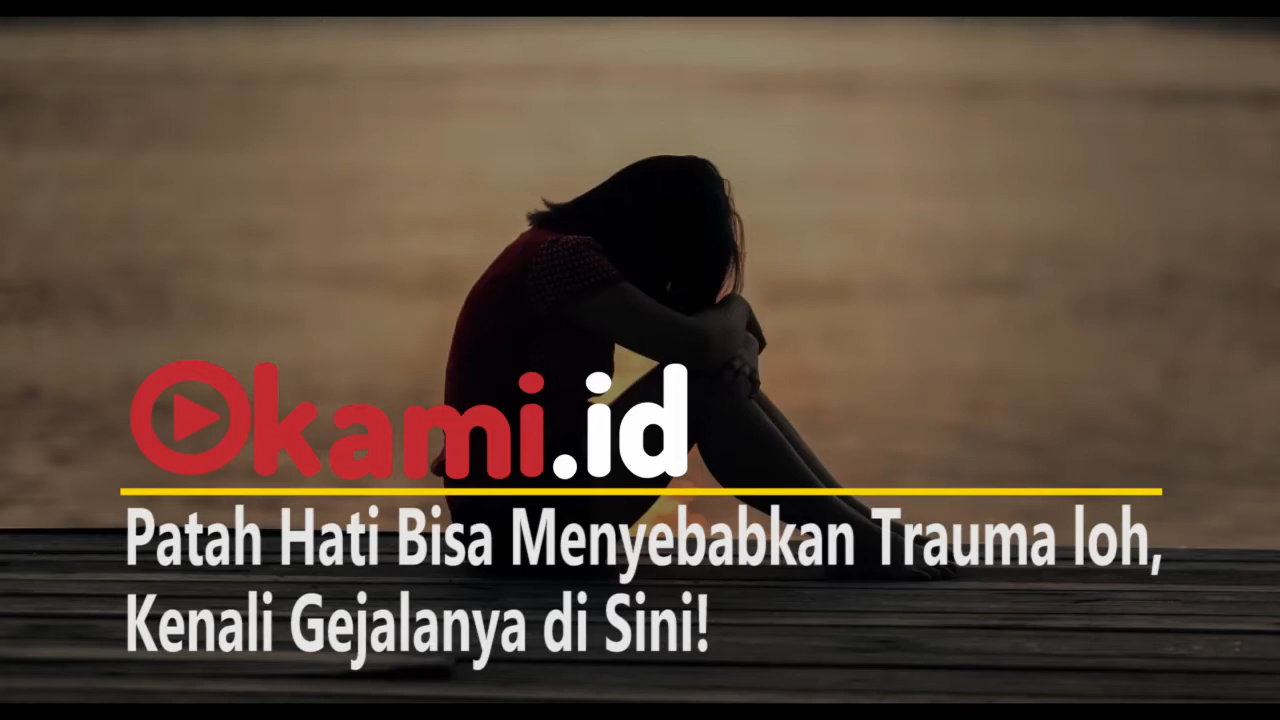 Okami.id
Patah Hati Bisa Menyebabkan Trauma loh,
Kenali Gejalanya di Sini!